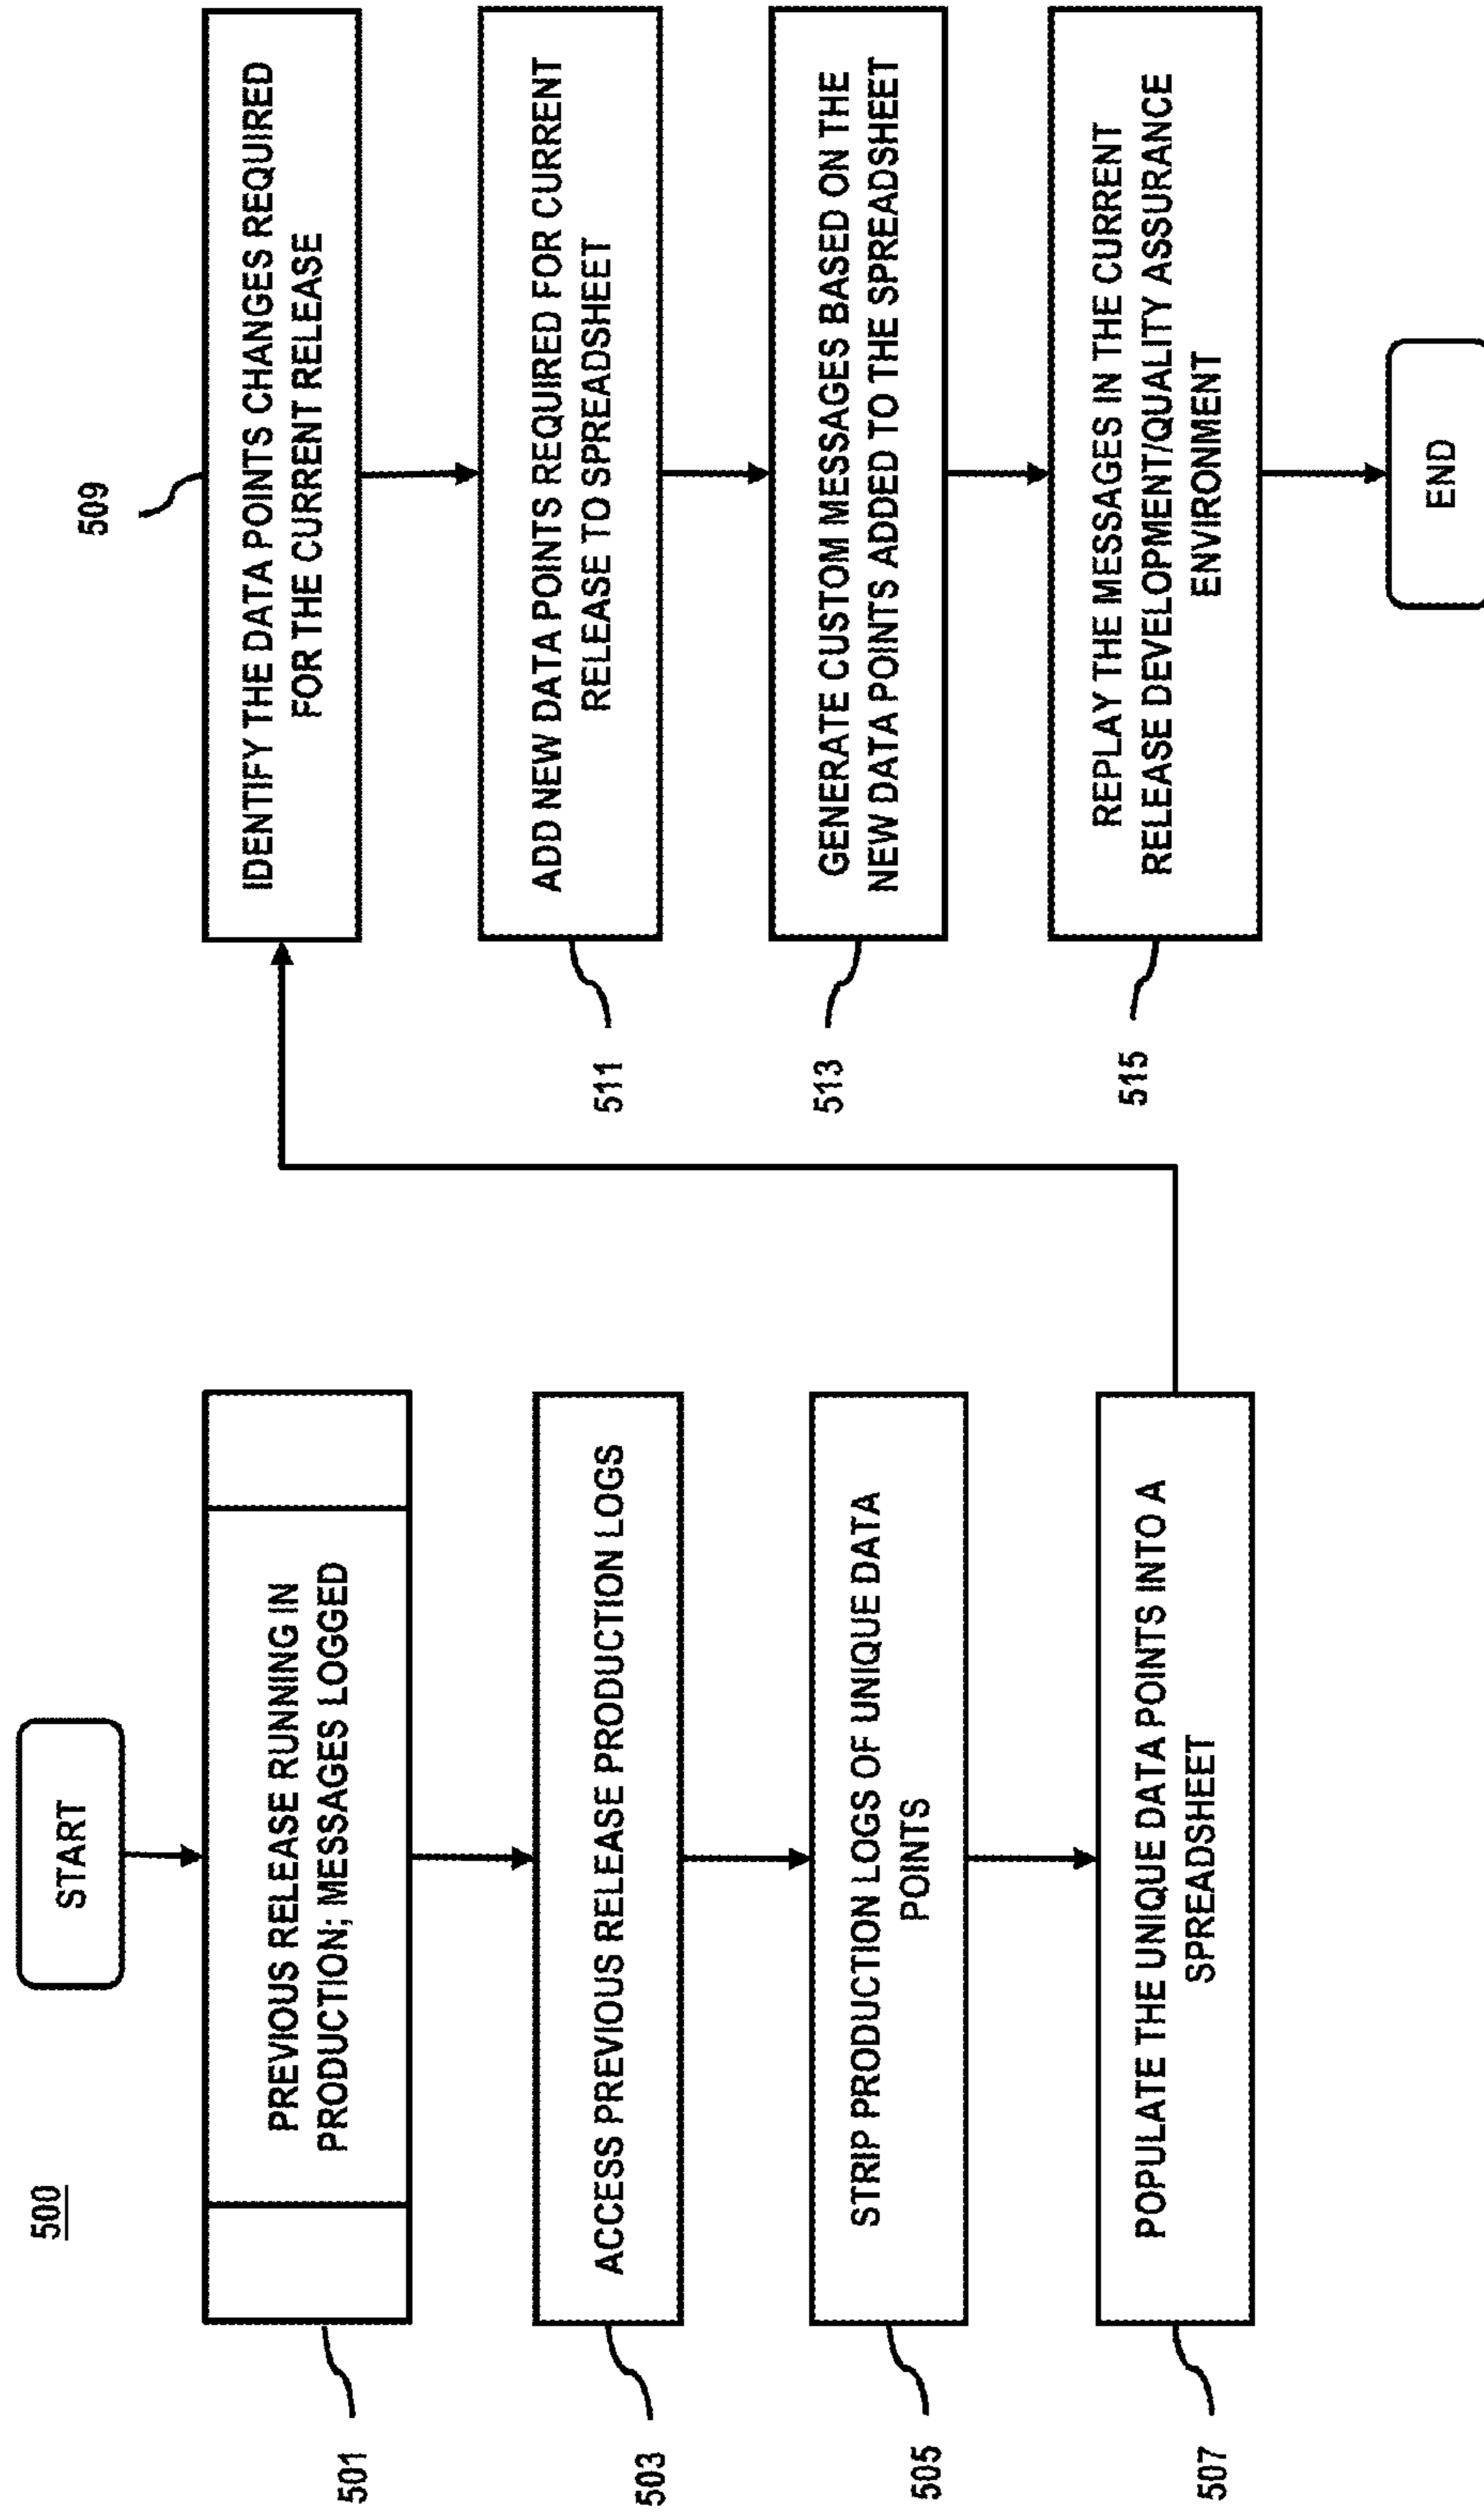 500
START
PREVIOUS RELEASE RUNNING IN
PRODUCTION; MESSAGES LOGGED
501
ACCESS PREVIOUS RELEASE PRODUCTION LOGS
503
STRIP PRODUCTION LOGS OF UNIQUE DATA
POINTS
505
POPULATE THE UNIQUE DATA POINTS INTO A
SPREADSHEET
507
509
IDENTIFY THE DATA POINTS CHANGES REQUIRED
FOR THE CURRENT RELEASE
ADD NEW DATA POINTS REQUIRED FOR CURRENT
RELEASE TO SPREADSHEET
511
GENERATE CUSTOM MESSAGES BASED ON THE
NEW DATA POINTS ADDED TO THE SPREADSHEET
513
REPLAY THE MESSAGES IN THE CURRENT
RELEASE DEVELOPMENT/QUALITY ASSURANCE
ENVIRONMENT
515
END